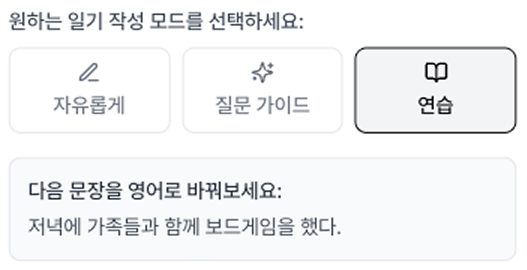 원하는 일기 작성 모드를 선택하세요:
자유롭게
질문 가이드
연습
다음 문장을 영어로 바꿔보세요:
저녁에 가족들과 함께 보드게임을 했다.